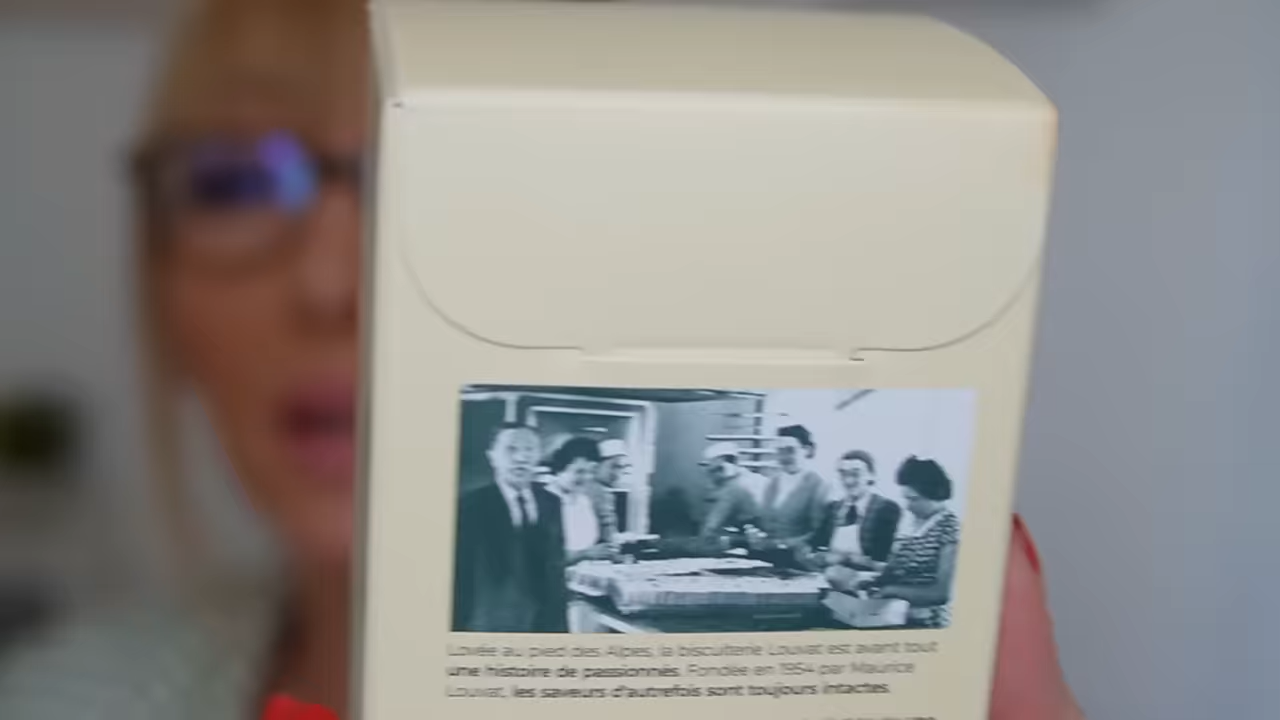 Lovée au pied des Alpes, la biscuiterie Louvat est avant tout
une histoire de passionnés. Fondée en 1954 par Maurice
Louvat, les saveurs d'autrefois sont toujours intactes.